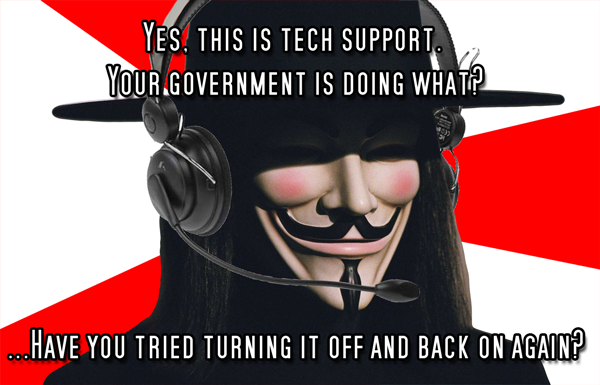 Yes, this is tech support.
Your government is doing what?
...Have you tried turning it off and back on again?